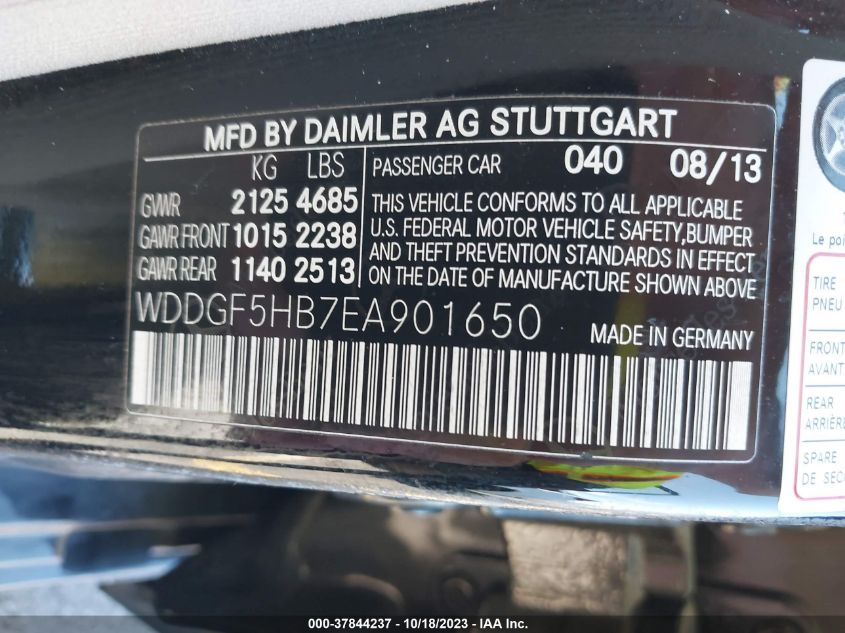 MFD BY DAIMLER AG STUTTGART
KG LBS
GVWR 2125 4685
GAWR FRONT 1015 2238
GAWR REAR 1140 2513
PASSENGER CAR 040 08/13
THIS VEHICLE CONFORMS TO ALL APPLICABLE
U.S. FEDERAL MOTOR VEHICLE SAFETY, BUMPER
AND THEFT PREVENTION STANDARDS IN EFFECT
ON THE DATE OF MANUFACTURE SHOWN ABOVE
WDDGF5HB7EA901650
MADE IN GERMANY
Le poi
TIRE
PNEU
FRONT
AVANT
REAR
ARRIÈRE
SPARE
DE SECO
000-37844237 - 10/18/2023 - IAA Inc.